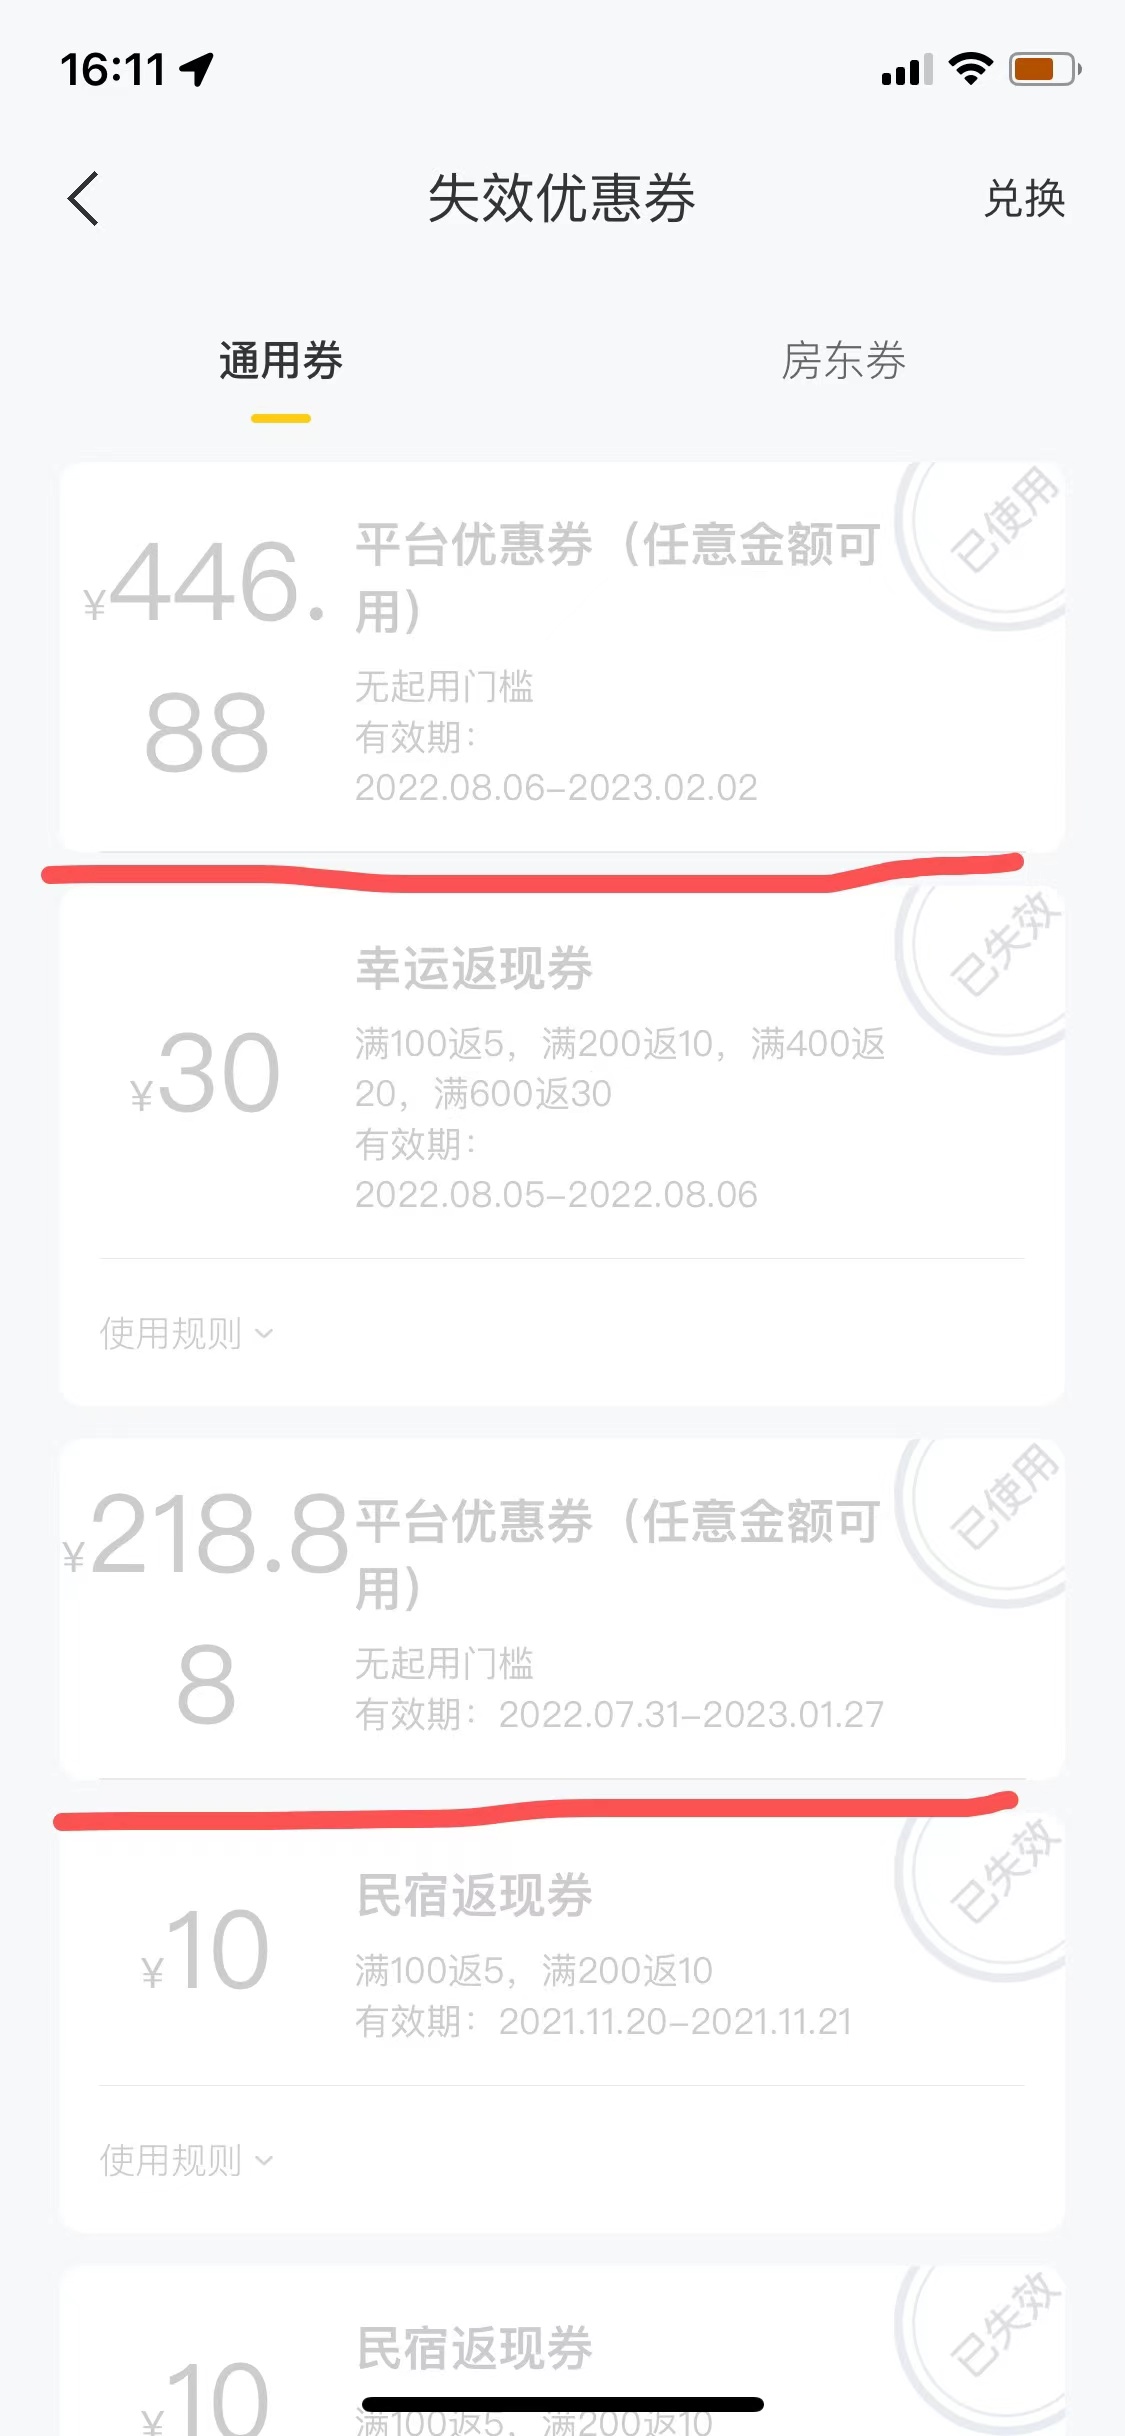 16:11
失效优惠券
兑换
通用券
房东券
¥446.
88
平台优惠券（任意金额可
用）
无起用门槛
有效期：
2022.08.06-2023.02.02
已使用
¥30
幸运返现券
满100返5，满200返10，满400返
20，满600返30
有效期：
2022.08.05-2022.08.06
已失效
使用规则
¥218.8
8
平台优惠券（任意金额可
用）
无起用门槛
有效期：2022.07.31-2023.01.27
已使用
¥10
民宿返现券
满100返5，满200返10
有效期：2021.11.20-2021.11.21
已失效
使用规则
¥10
民宿返现券
满100返5，满200返10
已失效